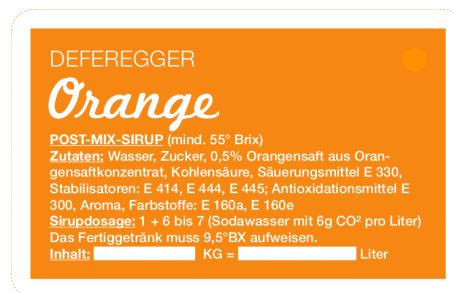 DEFEREGGER
Orange
POST-MIX-SIRUP (mind. 55° Brix)
Zutaten: Wasser, Zucker, 0,5% Orangensaft aus Oran-
gensaftkonzentrat, Kohlensäure, Säuerungsmittel E 330,
Stabilisatoren: E 414, E 444, E 445; Antioxidationsmittel E
300, Aroma, Farbstoffe: E 160a, E 160e
Sirupdosage: 1 + 6 bis 7 (Sodawasser mit 6g CO² pro Liter)
Das Fertiggetränk muss 9,5°BX aufweisen.
Inhalt: KG = Liter